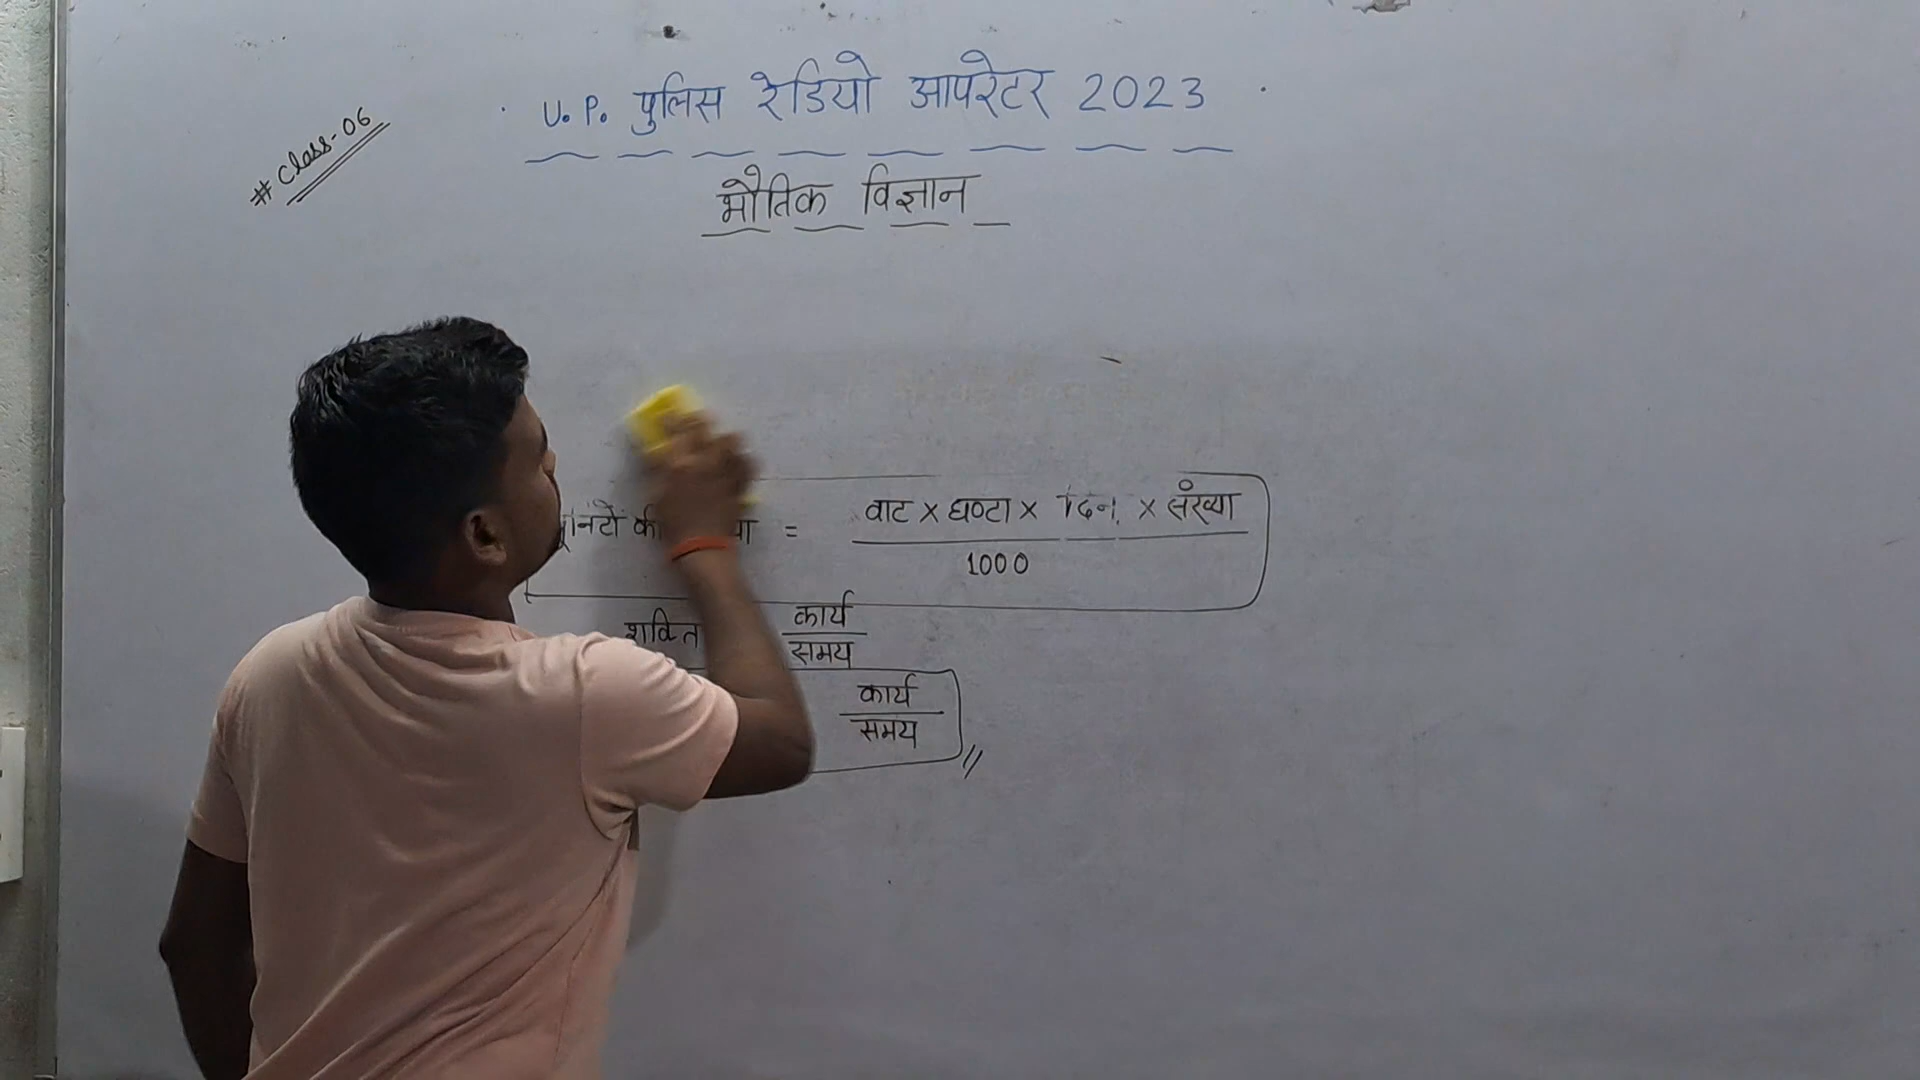 # Class-06
U.P. पुलिस रेडियो आपरेटर 2023
भौतिक विज्ञान
= वाट × घण्टा × दिन × संख्या
1000
शक्ति कार्य
समय
कार्य
समय